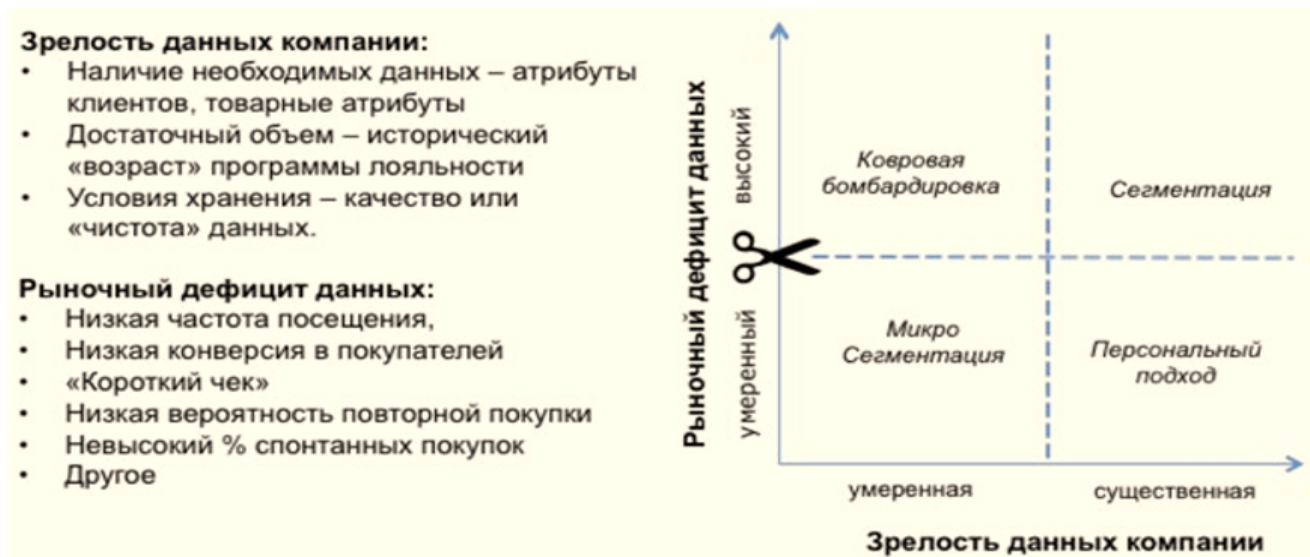 Зрелость данных компании:
• Наличие необходимых данных – атрибуты
клиентов, товарные атрибуты
• Достаточный объем – исторический
«возраст» программы лояльности
• Условия хранения – качество или
«чистота» данных.
Рыночный дефицит данных:
• Низкая частота посещения,
• Низкая конверсия в покупателей
• «Короткий чек»
• Низкая вероятность повторной покупки
• Невысокий % спонтанных покупок
• Другое
Рыночный дефицит данных
высокий
умеренный
Ковровая
бомбардировка
Сегментация
Микро
Сегментация
Персональный
подход
умеренная
существенная
Зрелость данных компании